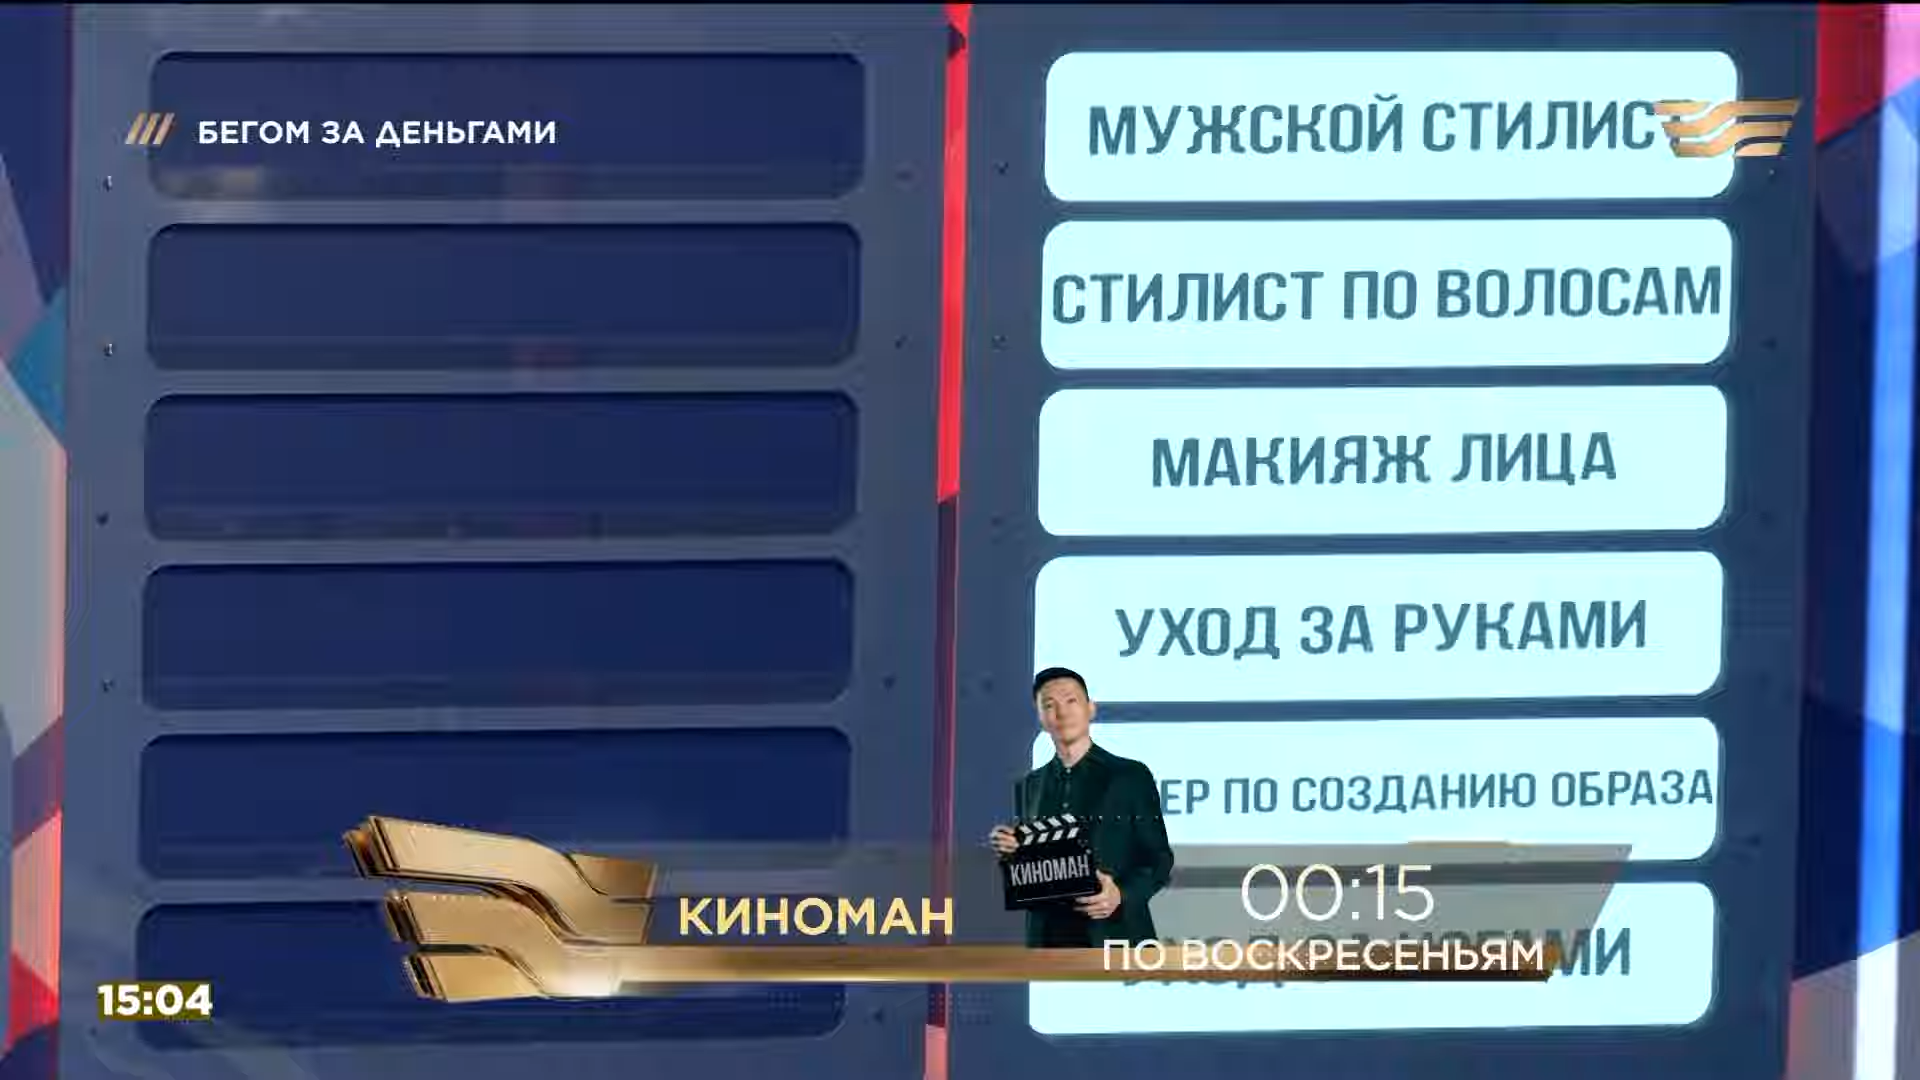 БЕГОМ ЗА ДЕНЬГАМИ
МУЖСКОЙ СТИЛИС
СТИЛИСТ ПО ВОЛОСАМ
МАКИЯЖ ЛИЦА
УХОД ЗА РУКАМИ
ЕР ПО СОЗДАНИЮ ОБРАЗА
КИНОМАН
КИНОМАН
00:15
ПО ВОСКРЕСЕНЬЯМ
15:04